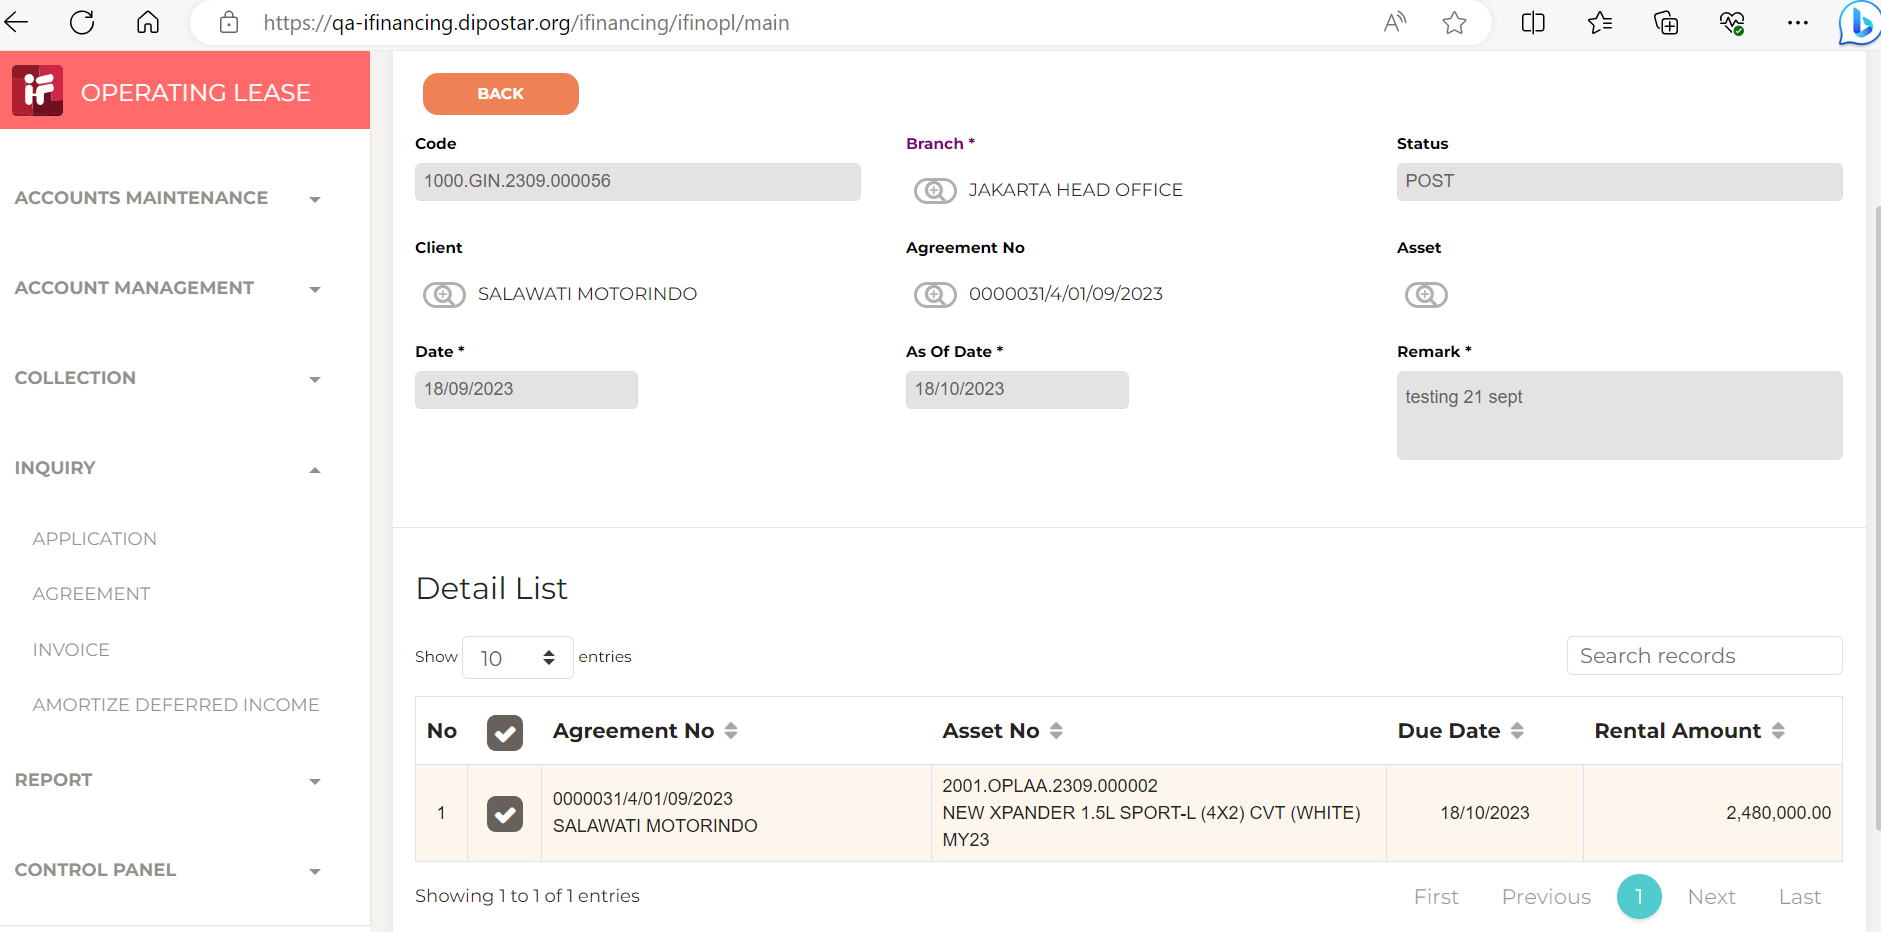 https://qa-ifinancing.dipostar.org/ifinancing/ifinopl/main
iF OPERATING LEASE
ACCOUNTS MAINTENANCE
ACCOUNT MANAGEMENT
COLLECTION
INQUIRY
APPLICATION
AGREEMENT
INVOICE
AMORTIZE DEFERRED INCOME
REPORT
CONTROL PANEL
BACK
Code Branch * Status
1000.GIN.2309.000056 JAKARTA HEAD OFFICE POST
Client Agreement No Asset
SALAWATI MOTORINDO 0000031/4/01/09/2023
Date * As Of Date * Remark *
18/09/2023 18/10/2023 testing 21 sept
Detail List
Show 10 entries Search records
No Agreement No Asset No Due Date Rental Amount
1 0000031/4/01/09/2023 SALAWATI MOTORINDO 2001.OPLAA.2309.000002 NEW XPANDER 1.5L SPORT-L (4X2) CVT (WHITE) MY23 18/10/2023 2,480,000.00
Showing 1 to 1 of 1 entries First Previous 1 Next Last